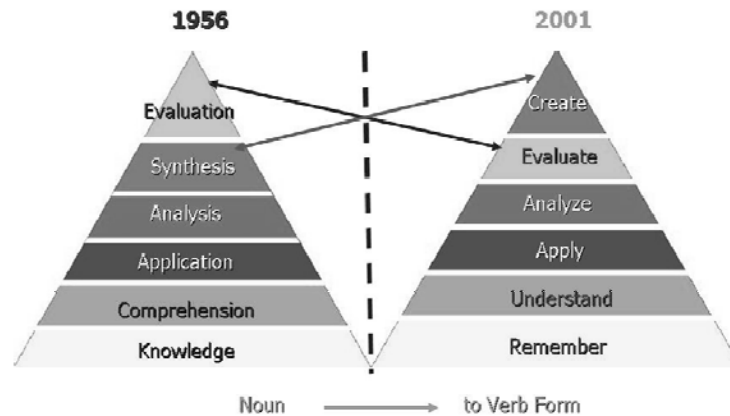 1956
Evaluation
Synthesis
Analysis
Application
Comprehension
Knowledge
2001
Create
Evaluate
Analyze
Apply
Understand
Remember
Noun
to Verb Form